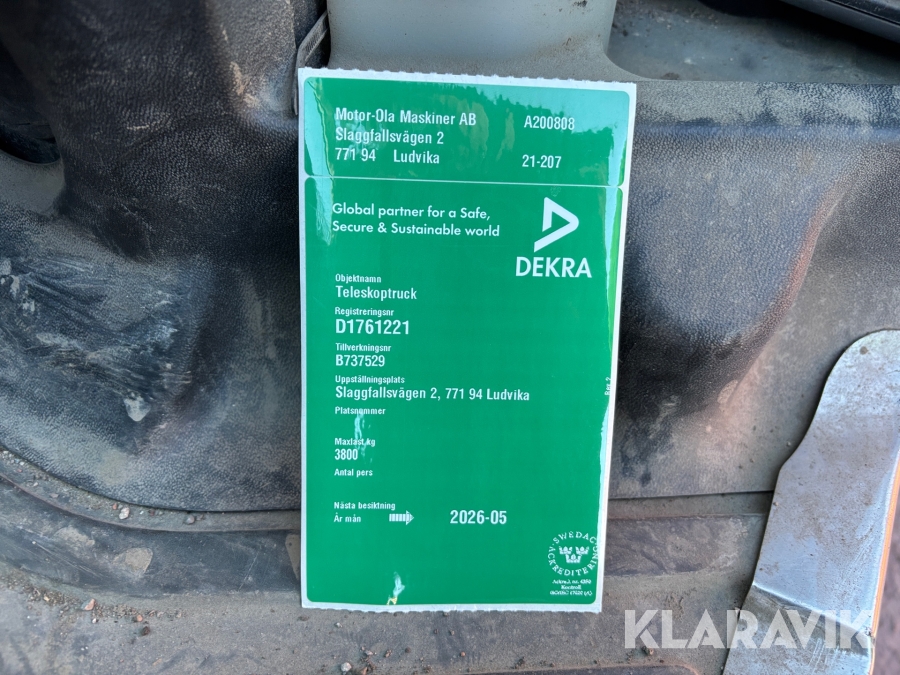 Motor-Ola Maskiner AB A200808
Slaggfallsvägen 2
771 94 Ludvika 21-207
Global partner for a Safe,
Secure & Sustainable world
DEKRA
Objektnamn
Teleskoptruck
Registreringsnr
D1761221
Tillverkningsnr
B737529
Uppställningsplats
Slaggfallsvägen 2, 771 94 Ludvika
Platsnummer
Maxlast kg
3800
Antal pers
Nästa besiktning
År mån 2026-05
SWEDAC
ACKREDITERING
Kontroll
KLARAVIK